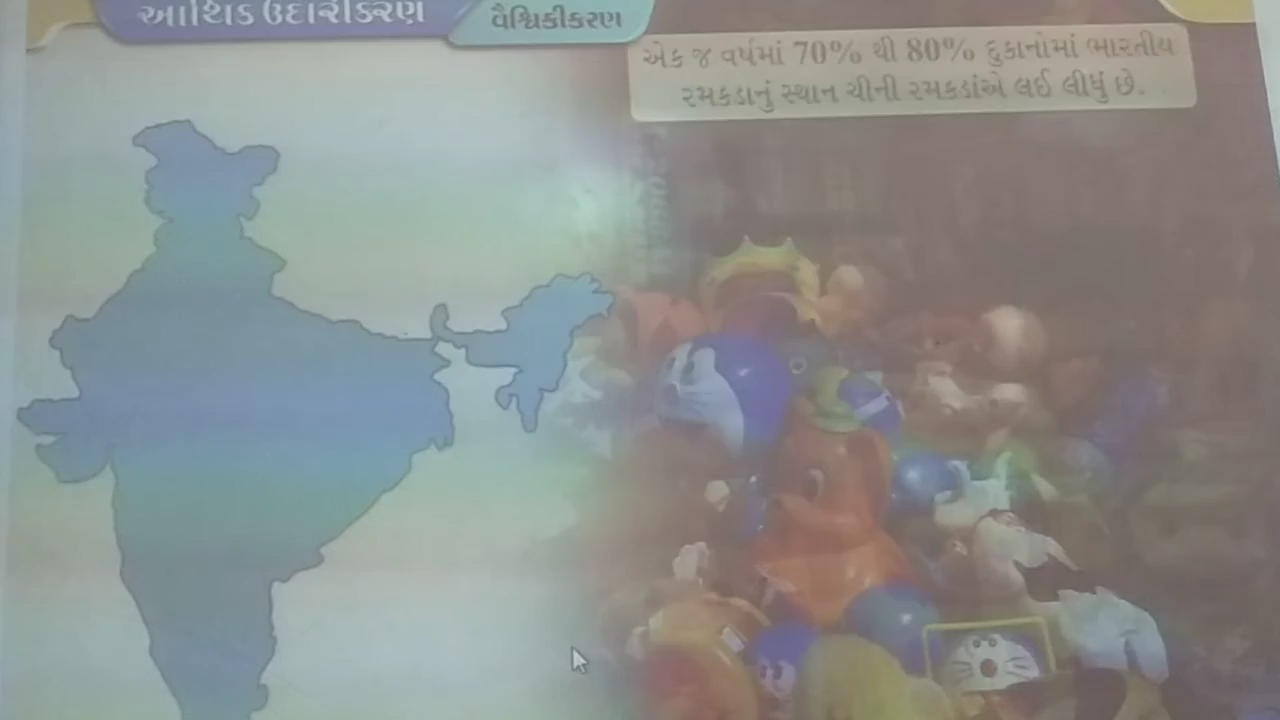 આર્થિક ઉદારીકરણ
વૈશ્વિકીકરણ
એક જ વર્ષમાં 70% થી 80% દુકાનોમાં ભારતીય
રમકડાનું સ્થાન ચીની રમકડાંએ લઈ લીધું છે.